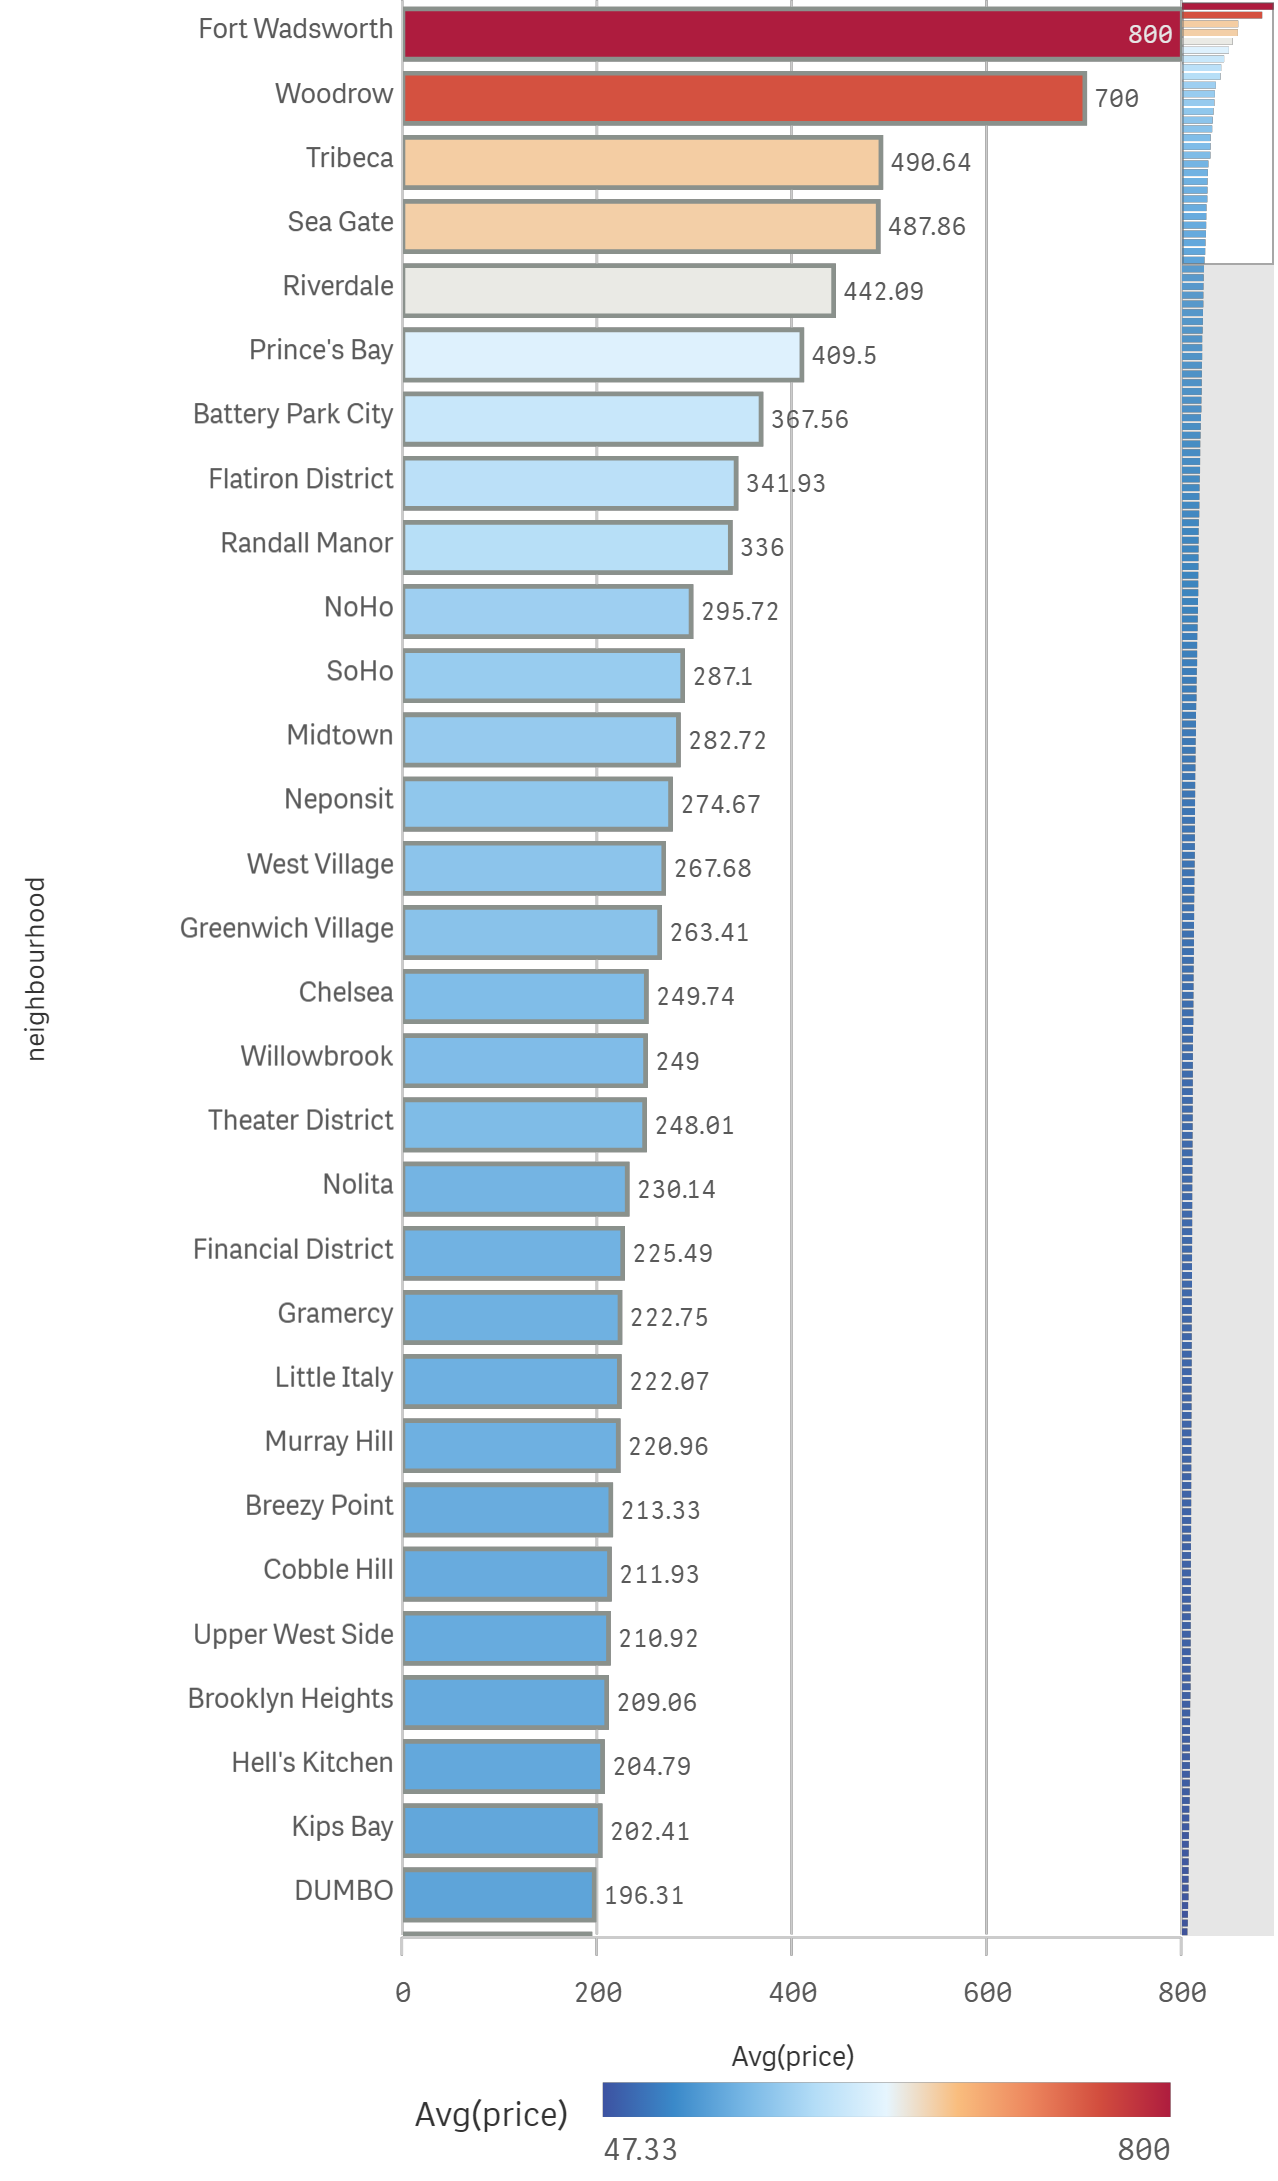 Fort Wadsworth 800
Woodrow 700
Tribeca 490.64
Sea Gate 487.86
Riverdale 442.09
Prince's Bay 409.5
Battery Park City 367.56
Flatiron District 341.93
Randall Manor 336
NoHo 295.72
SoHo 287.1
Midtown 282.72
Neponsit 274.67
West Village 267.68
Greenwich Village 263.41
Chelsea 249.74
Willowbrook 249
Theater District 248.01
Nolita 230.14
Financial District 225.49
Gramercy 222.75
Little Italy 222.07
Murray Hill 220.96
Breezy Point 213.33
Cobble Hill 211.93
Upper West Side 210.92
Brooklyn Heights 209.06
Hell's Kitchen 204.79
Kips Bay 202.41
DUMBO 196.31
neighbourhood
0 200 400 600 800
Avg(price)
Avg(price)
47.33 800